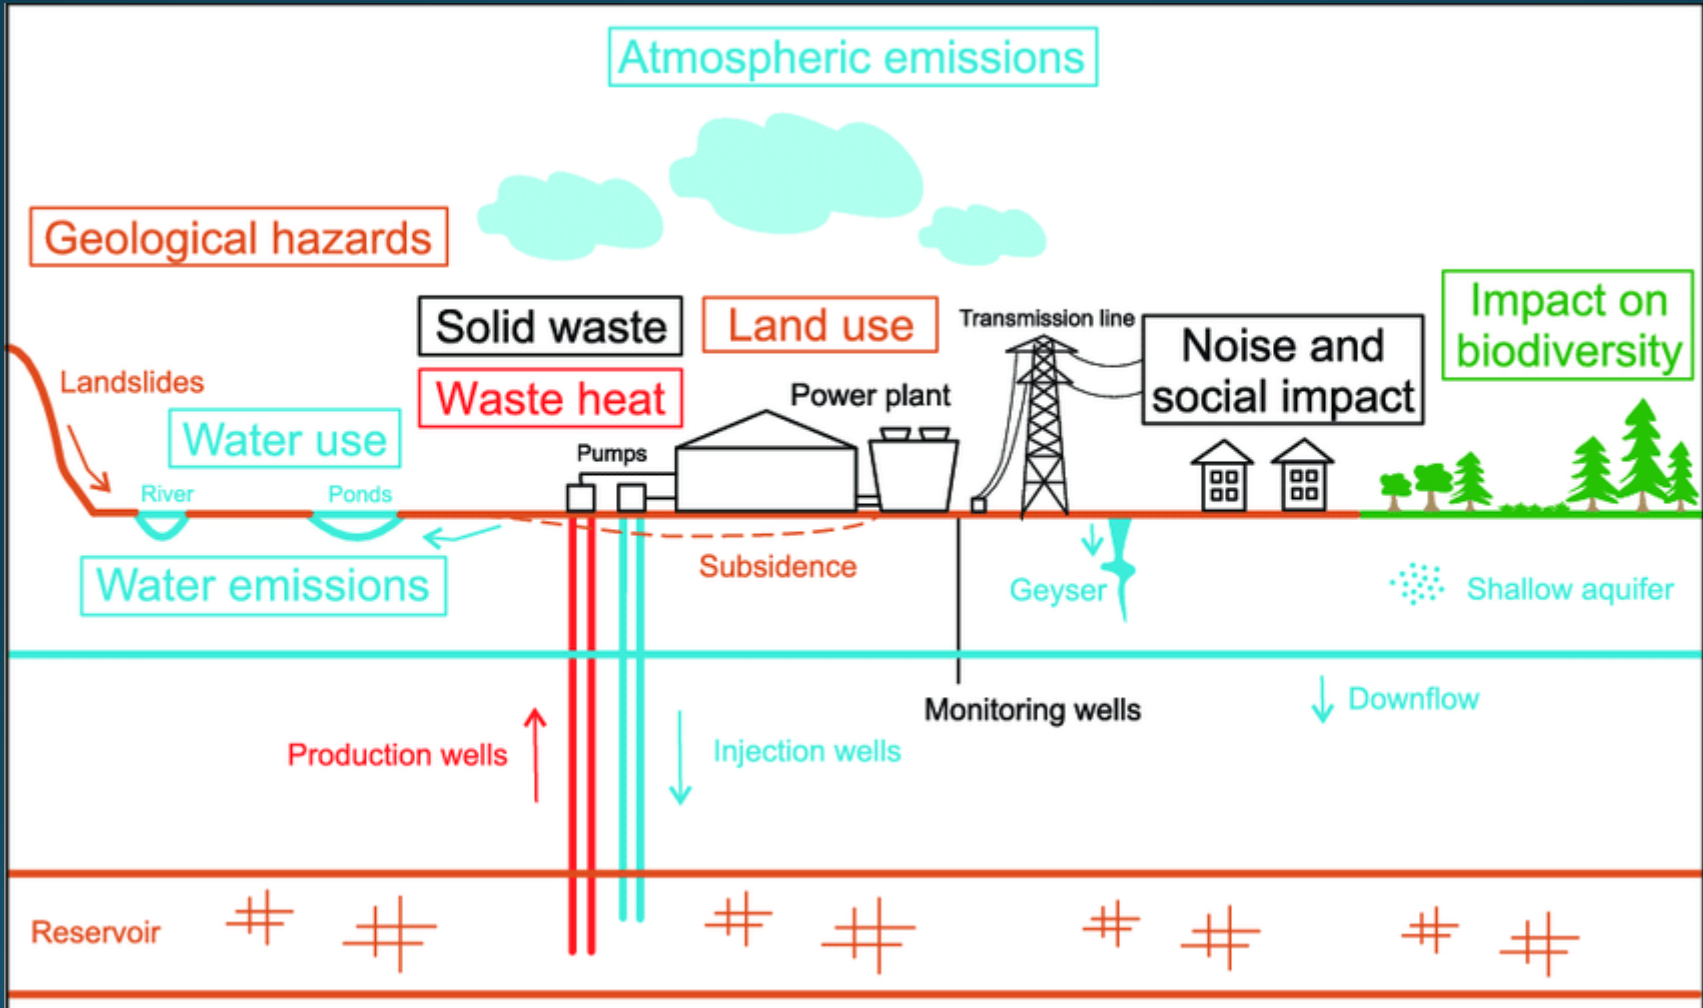 Atmospheric emissions
Geological hazards
Solid waste
Land use
Transmission line
Impact on
biodiversity
Noise and
social impact
Landslides
Waste heat
Power plant
Water use
Pumps
River
Ponds
Water emissions
Subsidence
Geyser
Shallow aquifer
Monitoring wells
Downflow
Production wells
Injection wells
Reservoir